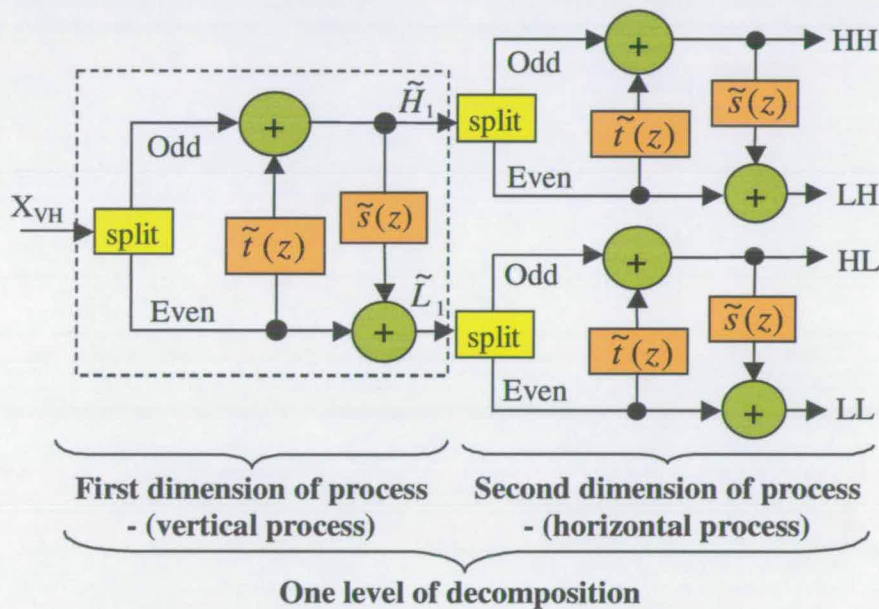 Odd
HH
H̃₁
split
t̃(z)
s̃(z)
Odd
Even
LH
X_VH
split
t̃(z)
s̃(z)
Odd
HL
Even
L̃₁
split
t̃(z)
s̃(z)
Even
LL
+
+
+
+
+
+
First dimension of process
- (vertical process)
Second dimension of process
- (horizontal process)
One level of decomposition